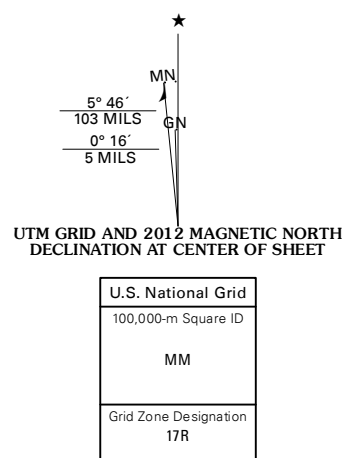 ★
MN
5° 46´
103 MILS
GN
0° 16´
5 MILS
UTM GRID AND 2012 MAGNETIC NORTH
DECLINATION AT CENTER OF SHEET
U.S. National Grid
100,000-m Square ID
MM
Grid Zone Designation
17R